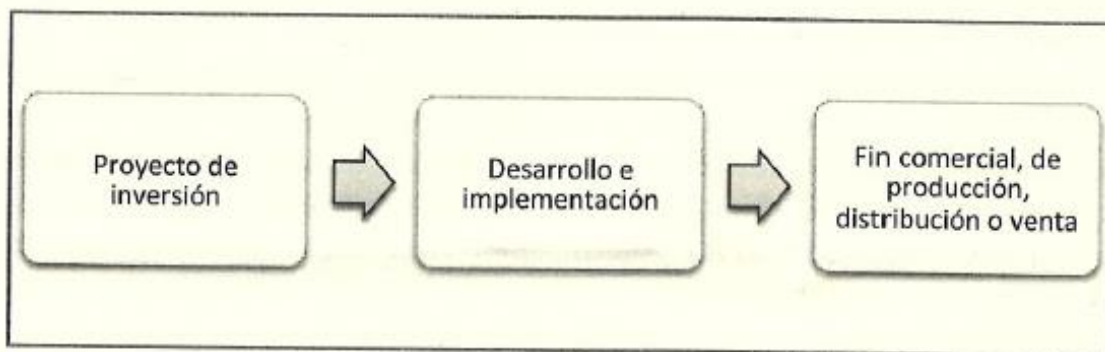 Proyecto de
inversión
Desarrollo e
implementación
Fin comercial, de
producción,
distribución o venta